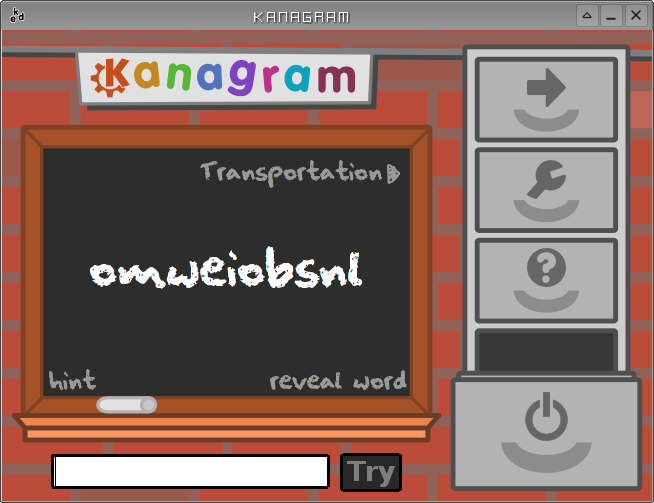 KANAGRAM
Kanagram
Transportation
omweiobsnl
hint
reveal word
Try